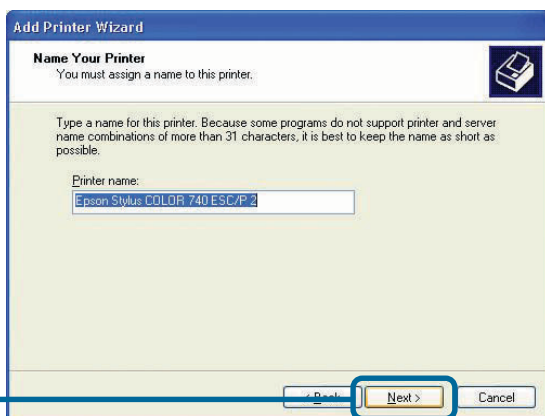 Add Printer Wizard
Name Your Printer
You must assign a name to this printer.
Type a name for this printer. Because some programs do not support printer and server
name combinations of more than 31 characters, it is best to keep the name as short as
possible.
Printer name:
Epson Stylus COLOR 740 ESC/P 2
< Back
Next >
Cancel